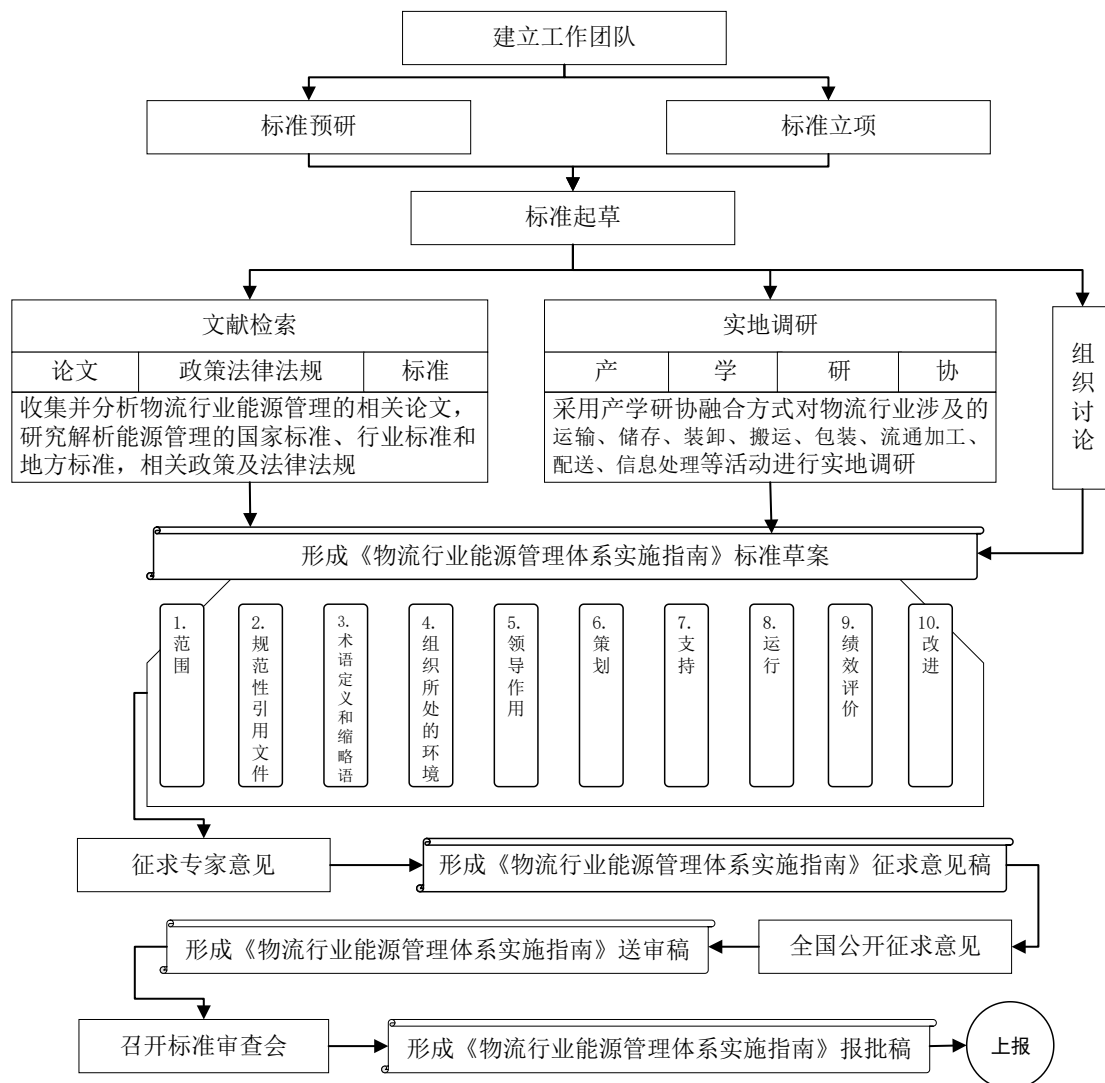 建立工作团队
标准预研
标准立项
标准起草
文献检索
论文
政策法律法规
标准
收集并分析物流行业能源管理的相关论文，
研究解析能源管理的国家标准、行业标准和
地方标准，相关政策及法律法规
实地调研
产
学
研
协
采用产学研协融合方式对物流行业涉及的
运输、储存、装卸、搬运、包装、流通加工、
配送、信息处理等活动进行实地调研
组织讨论
形成《物流行业能源管理体系实施指南》标准草案
1.范围
2.规范性引用文件
3.术语定义和缩略语
4.组织所处的环境
5.领导作用
6.策划
7.支持
8.运行
9.绩效评价
10.改进
征求专家意见
形成《物流行业能源管理体系实施指南》征求意见稿
形成《物流行业能源管理体系实施指南》送审稿
全国公开征求意见
召开标准审查会
形成《物流行业能源管理体系实施指南》报批稿
上报